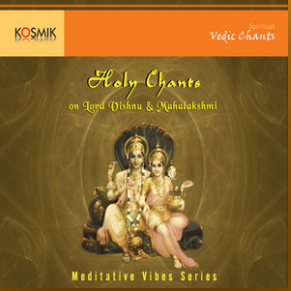 KOSMIK
Spiritual
Vedic Chants
Holy Chants
on Lord Vishnu & Mahalakshmi
Meditative Vibes Series